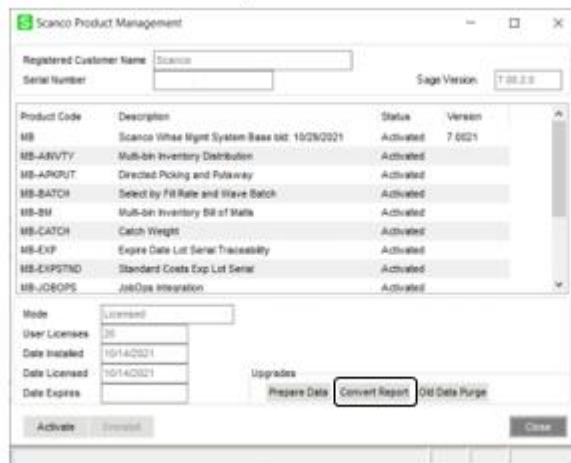 Scanco Product Management
Registered Customer Name Scanco
Serial Number Sage Version 7.00.2.0
Product Code Description Status Version
MB Scanco Whse Mgmt System Base bld: 10/29/2021 Activated 7.0021
MB-AINVTY Multi-bin Inventory Distribution Activated
MB-APKPUT Directed Picking and Putaway Activated
MB-BATCH Select by Fill Rate and Wave Batch Activated
MB-BM Multi-bin Inventory Bill of Matls Activated
MB-CATCH Catch Weight Activated
MB-EXP Expire Date Lot Serial Traceability Activated
MB-EXPSTND Standard Costs Exp Lot Serial Activated
MB-JOBOPS JobOps Integration Activated
Mode Licensed
User Licenses 20
Date Installed 10/14/2021
Date Licensed 10/14/2021 Upgrades
Date Expires Prepare Data Convert Report Old Data Purge
Activate Close